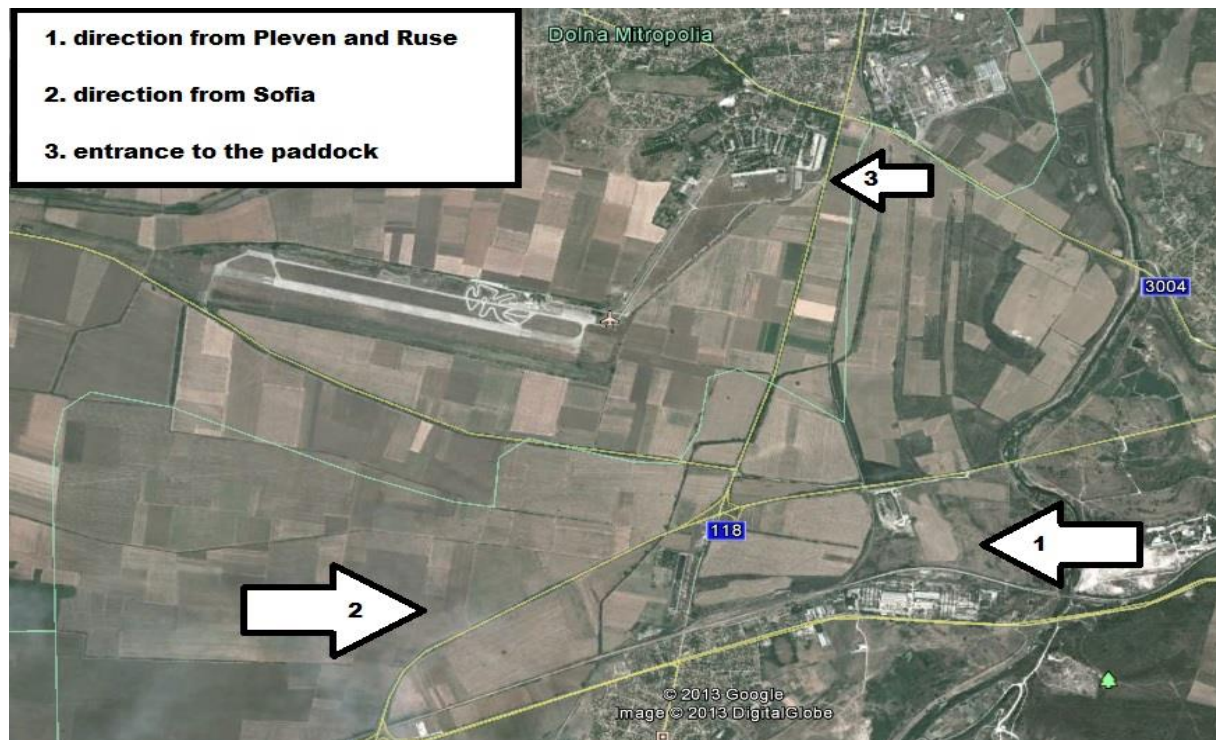 1. direction from Pleven and Ruse
2. direction from Sofia
3. entrance to the paddock
Dolna Mitropolia
3
3004
118
1
2
© 2013 Google
Image © 2013 DigitalGlobe